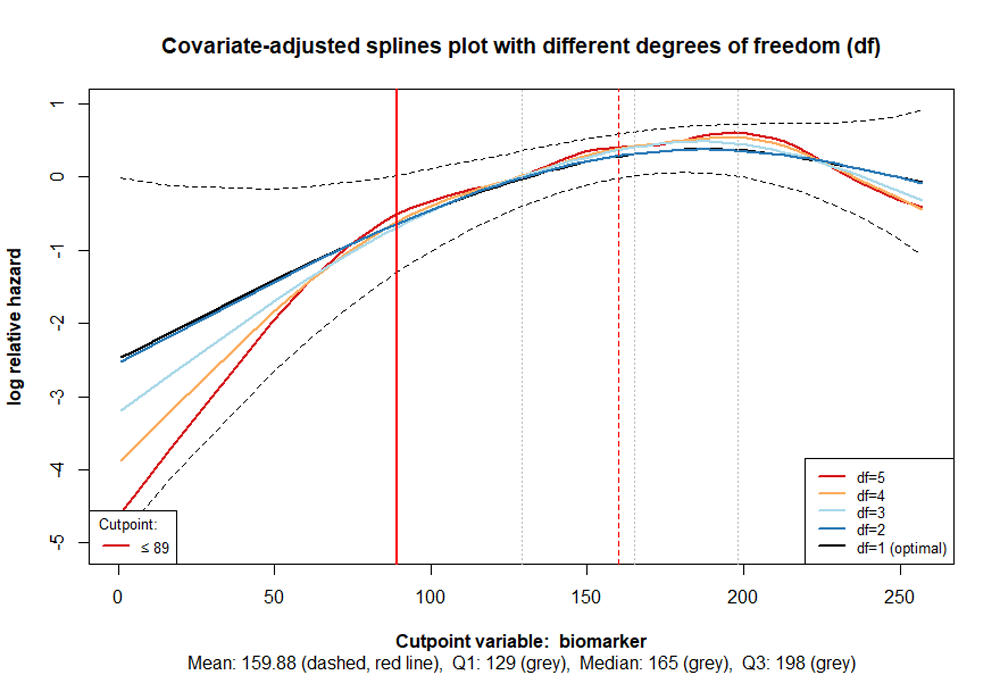 Covariate-adjusted splines plot with different degrees of freedom (df)
log relative hazard
1
0
-1
-2
-3
-4
-5
Cutpoint:
≤ 89
df=5
df=4
df=3
df=2
df=1 (optimal)
0 50 100 150 200 250
Cutpoint variable: biomarker
Mean: 159.88 (dashed, red line), Q1: 129 (grey), Median: 165 (grey), Q3: 198 (grey)